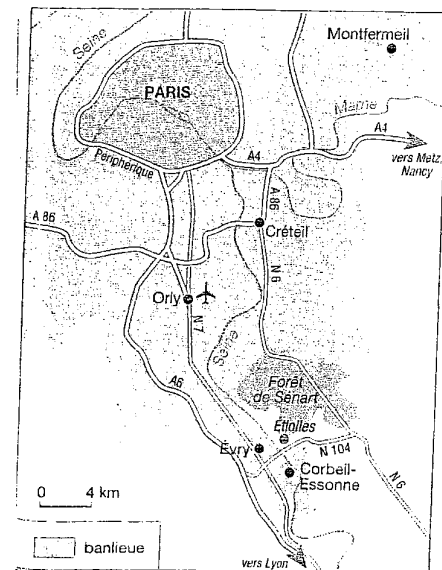 Montfermeil
Seine
PARIS
Marne
A4
A4
Périphérique
vers Metz,
Nancy
A 86
A 86
Créteil
N 6
Orly
N 7
Seine
A6
Forêt
de Sénart
Étiolles
Évry
N 104
Corbeil-
Essonne
N 6
0 4 km
banlieue
vers Lyon